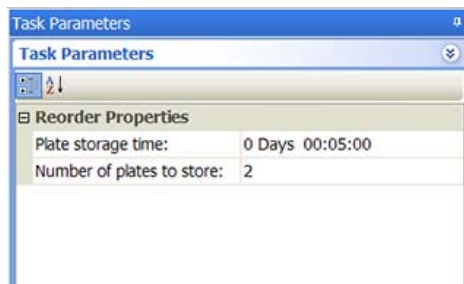 Task Parameters
Task Parameters
A
Z
Reorder Properties
Plate storage time: 0 Days 00:05:00
Number of plates to store: 2